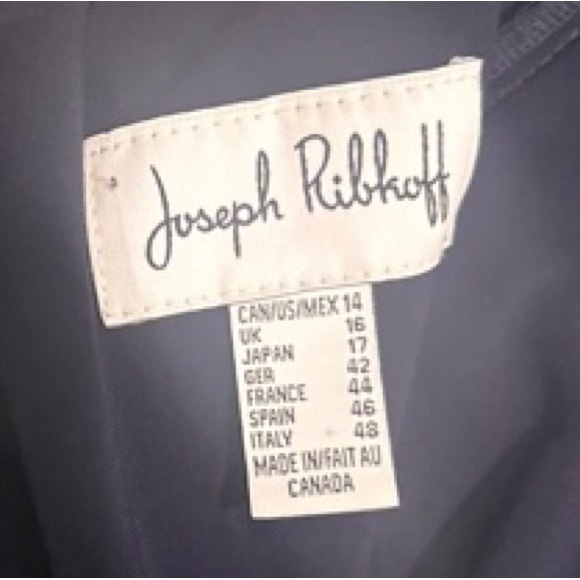 Joseph Ribkoff
CAN/US/MEX 14
UK 16
JAPAN 17
GER 42
FRANCE 44
SPAIN 46
ITALY 48
MADE IN/FAIT AU
CANADA